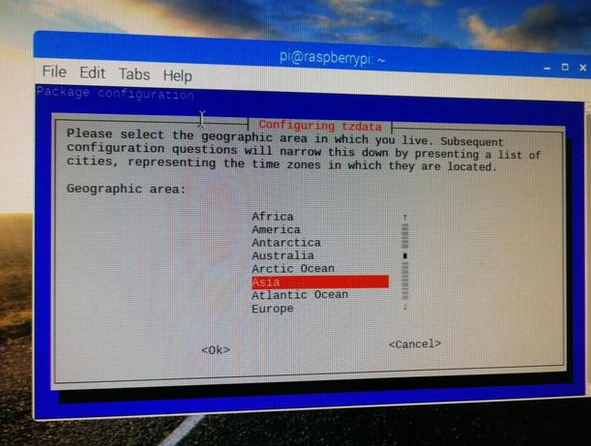 pi@raspberrypi: ~
File Edit Tabs Help
Package configuration
Configuring tzdata
Please select the geographic area in which you live. Subsequent
configuration questions will narrow this down by presenting a list of
cities, representing the time zones in which they are located.
Geographic area:
Africa
America
Antarctica
Australia
Arctic Ocean
Asia
Atlantic Ocean
Europe
<Ok> <Cancel>